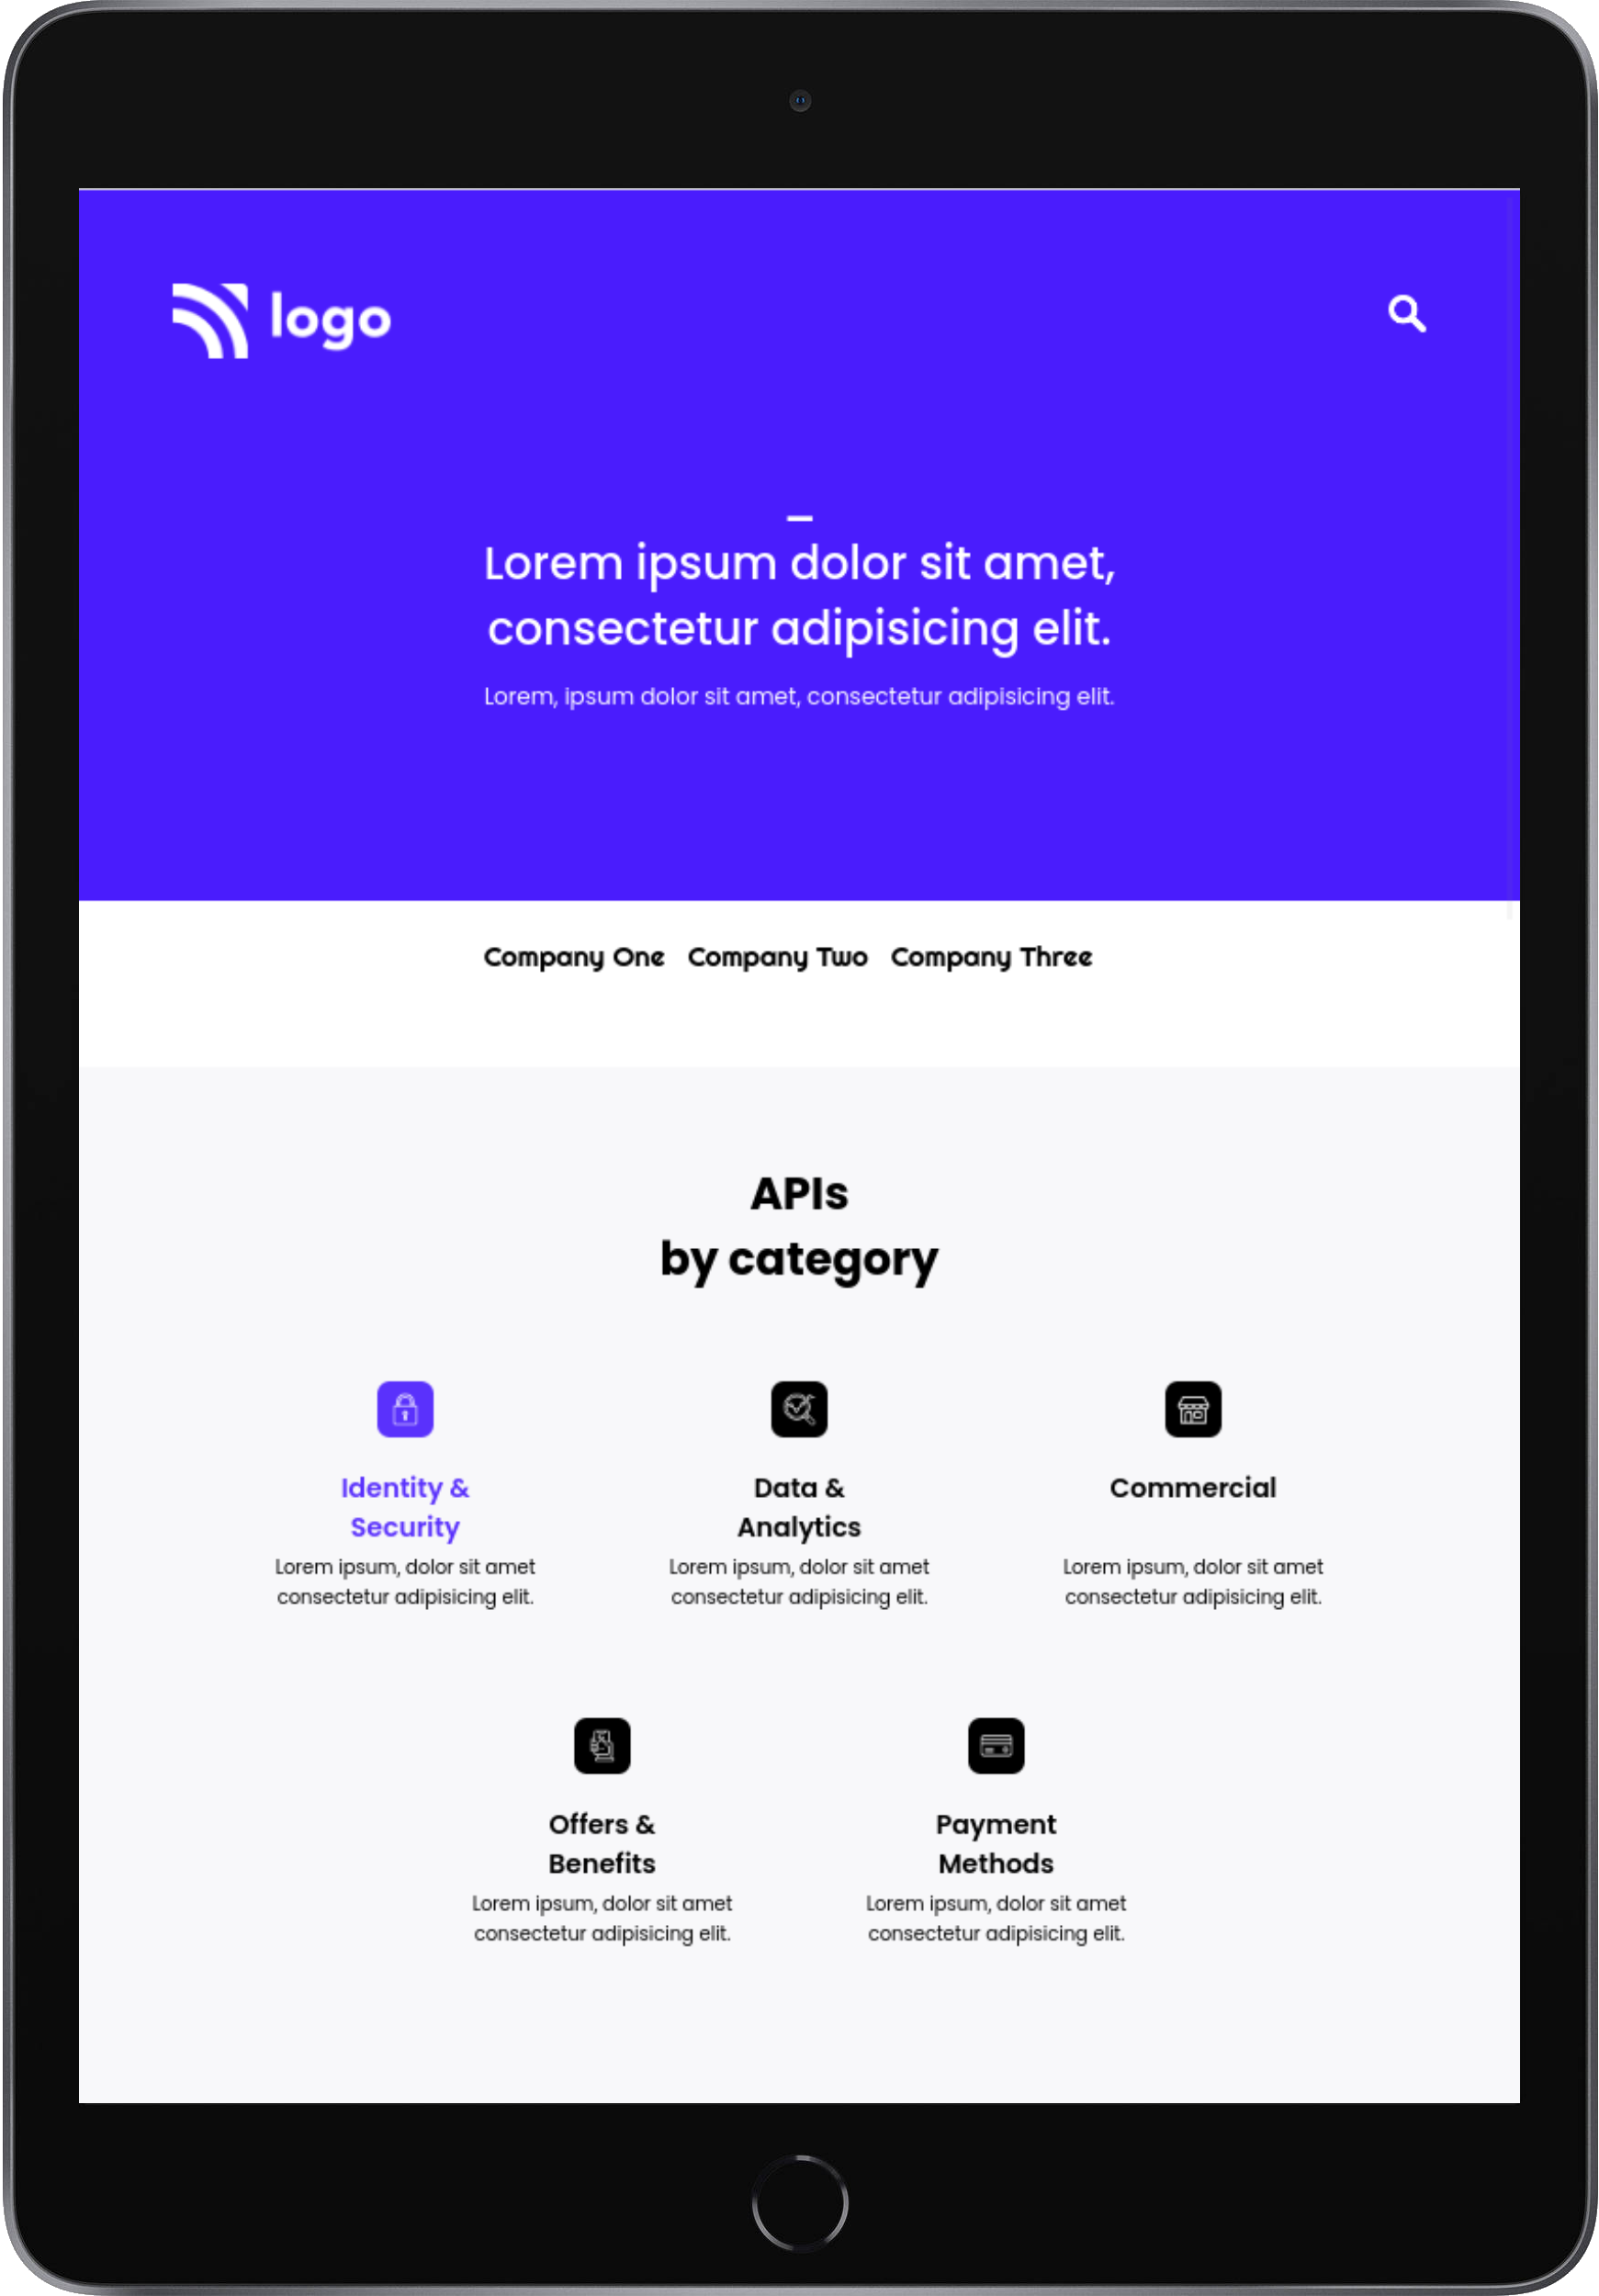 logo
Lorem ipsum dolor sit amet,
consectetur adipisicing elit.
Lorem, ipsum dolor sit amet, consectetur adipisicing elit.
Company One Company Two Company Three
APIs
by category
Identity &
Security
Lorem ipsum, dolor sit amet
consectetur adipisicing elit.
Data &
Analytics
Lorem ipsum, dolor sit amet
consectetur adipisicing elit.
Commercial
Lorem ipsum, dolor sit amet
consectetur adipisicing elit.
Offers &
Benefits
Lorem ipsum, dolor sit amet
consectetur adipisicing elit.
Payment
Methods
Lorem ipsum, dolor sit amet
consectetur adipisicing elit.